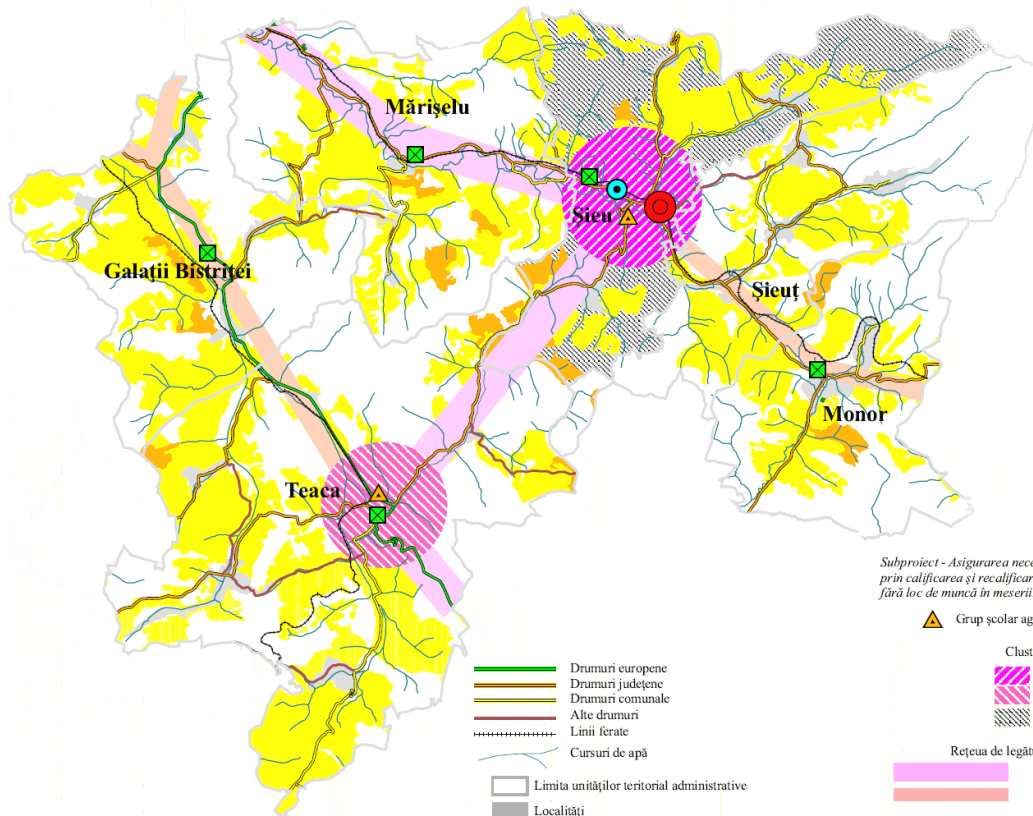 Mărişelu
Şieu
Galaţii Bistriţei
Şieuţ
Monor
Teaca
Subproiect - Asigurarea nece
prin calificarea şi recalificar
fără loc de muncă în meserii
Grup şcolar ag
Clust
Drumuri europene
Drumuri judeţene
Drumuri comunale
Alte drumuri
Linii ferate
Cursuri de apă
Reţeua de legătu
Limita unităţilor teritorial administrative
Localităţi